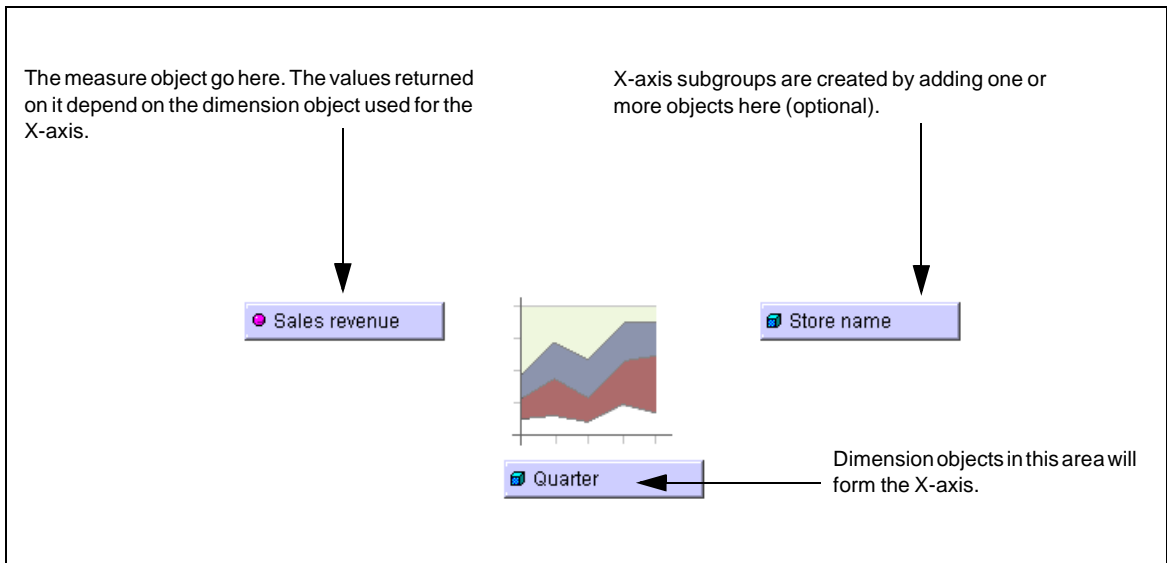 The measure object go here. The values returned
on it depend on the dimension object used for the
X-axis.
X-axis subgroups are created by adding one or
more objects here (optional).
Sales revenue
Store name
Quarter
Dimension objects in this area will
form the X-axis.